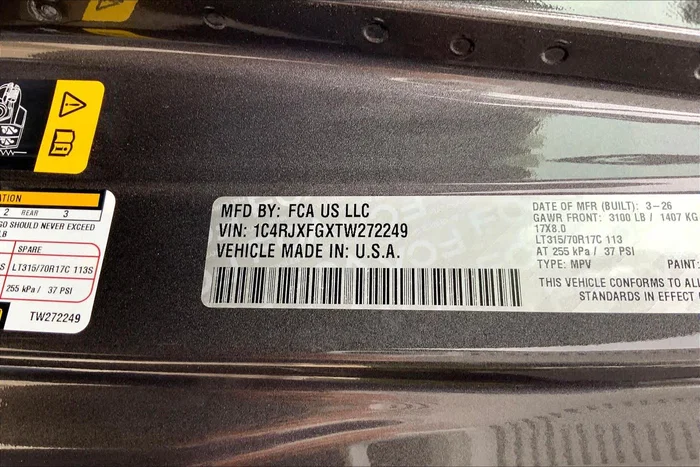 ATION
2 REAR 3
GO SHOULD NEVER EXCEED
LB
SPARE
S LT315/70R17C 113S
255 kPa / 37 PSI
TW272249
MFD BY: FCA US LLC
VIN: 1C4RJXFGXTW272249
VEHICLE MADE IN: U.S.A.
DATE OF MFR (BUILT): 3-26
GAWR FRONT: 3100 LB / 1407 KG
17X8.0
LT315/70R17C 113
AT 255 kPa / 37 PSI
TYPE: MPV PAINT:
THIS VEHICLE CONFORMS TO ALL
STANDARDS IN EFFECT